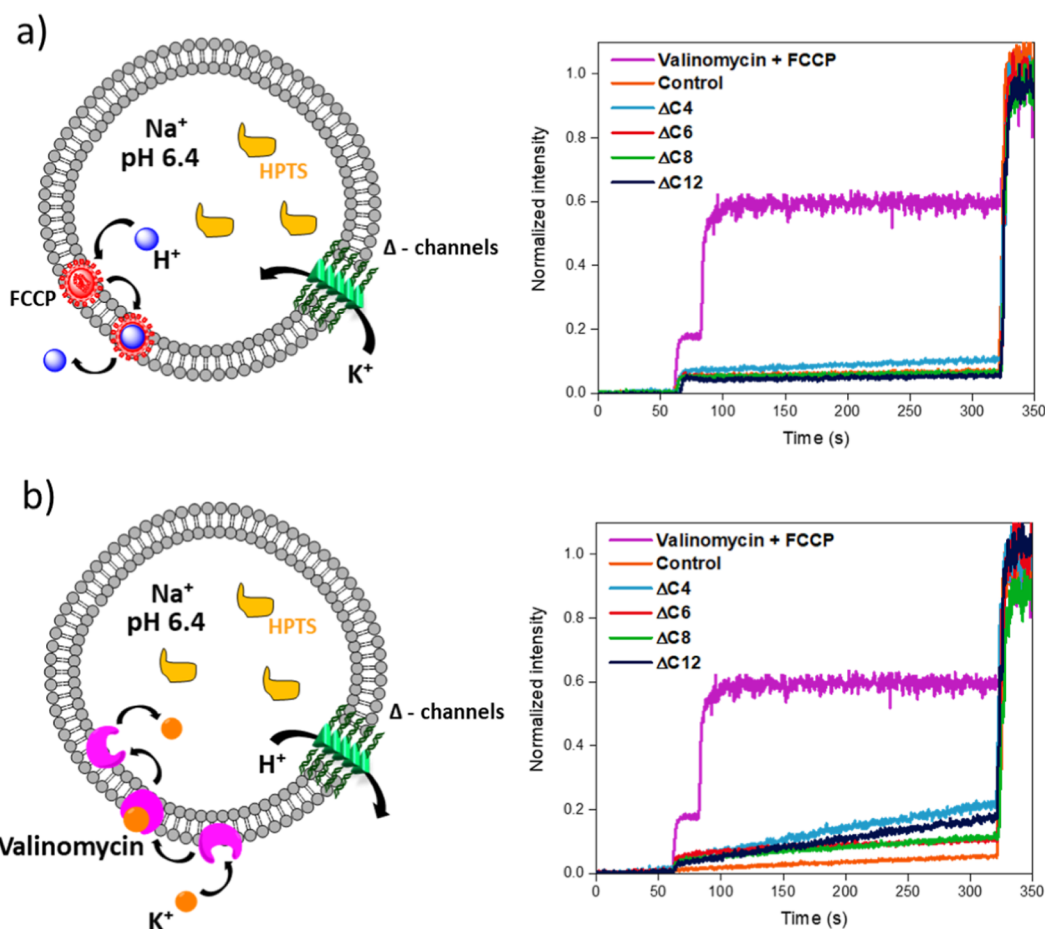 a)
Na+
pH 6.4
HPTS
H+
FCCP
Δ - channels
K+
Normalized intensity
1.0
0.8
0.6
0.4
0.2
0.0
Valinomycin + FCCP
Control
ΔC4
ΔC6
ΔC8
ΔC12
0
50
100
150
200
250
300
350
Time (s)
b)
Na+
pH 6.4
HPTS
Δ - channels
H+
Valinomycin
K+
Normalized intensity
1.0
0.8
0.6
0.4
0.2
0.0
Valinomycin + FCCP
Control
ΔC4
ΔC6
ΔC8
ΔC12
0
50
100
150
200
250
300
350
Time (s)